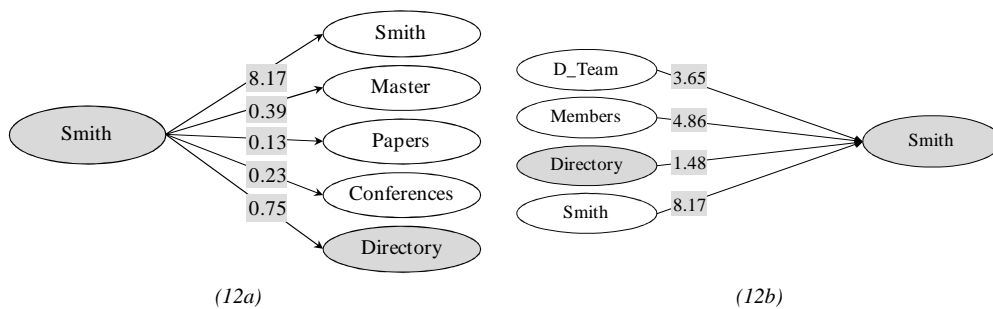 Smith
8.17
Smith
0.39
Master
0.13
Papers
0.23
Conferences
0.75
Directory
(12a)
D_Team
3.65
Members
4.86
Directory
1.48
Smith
8.17
Smith
(12b)